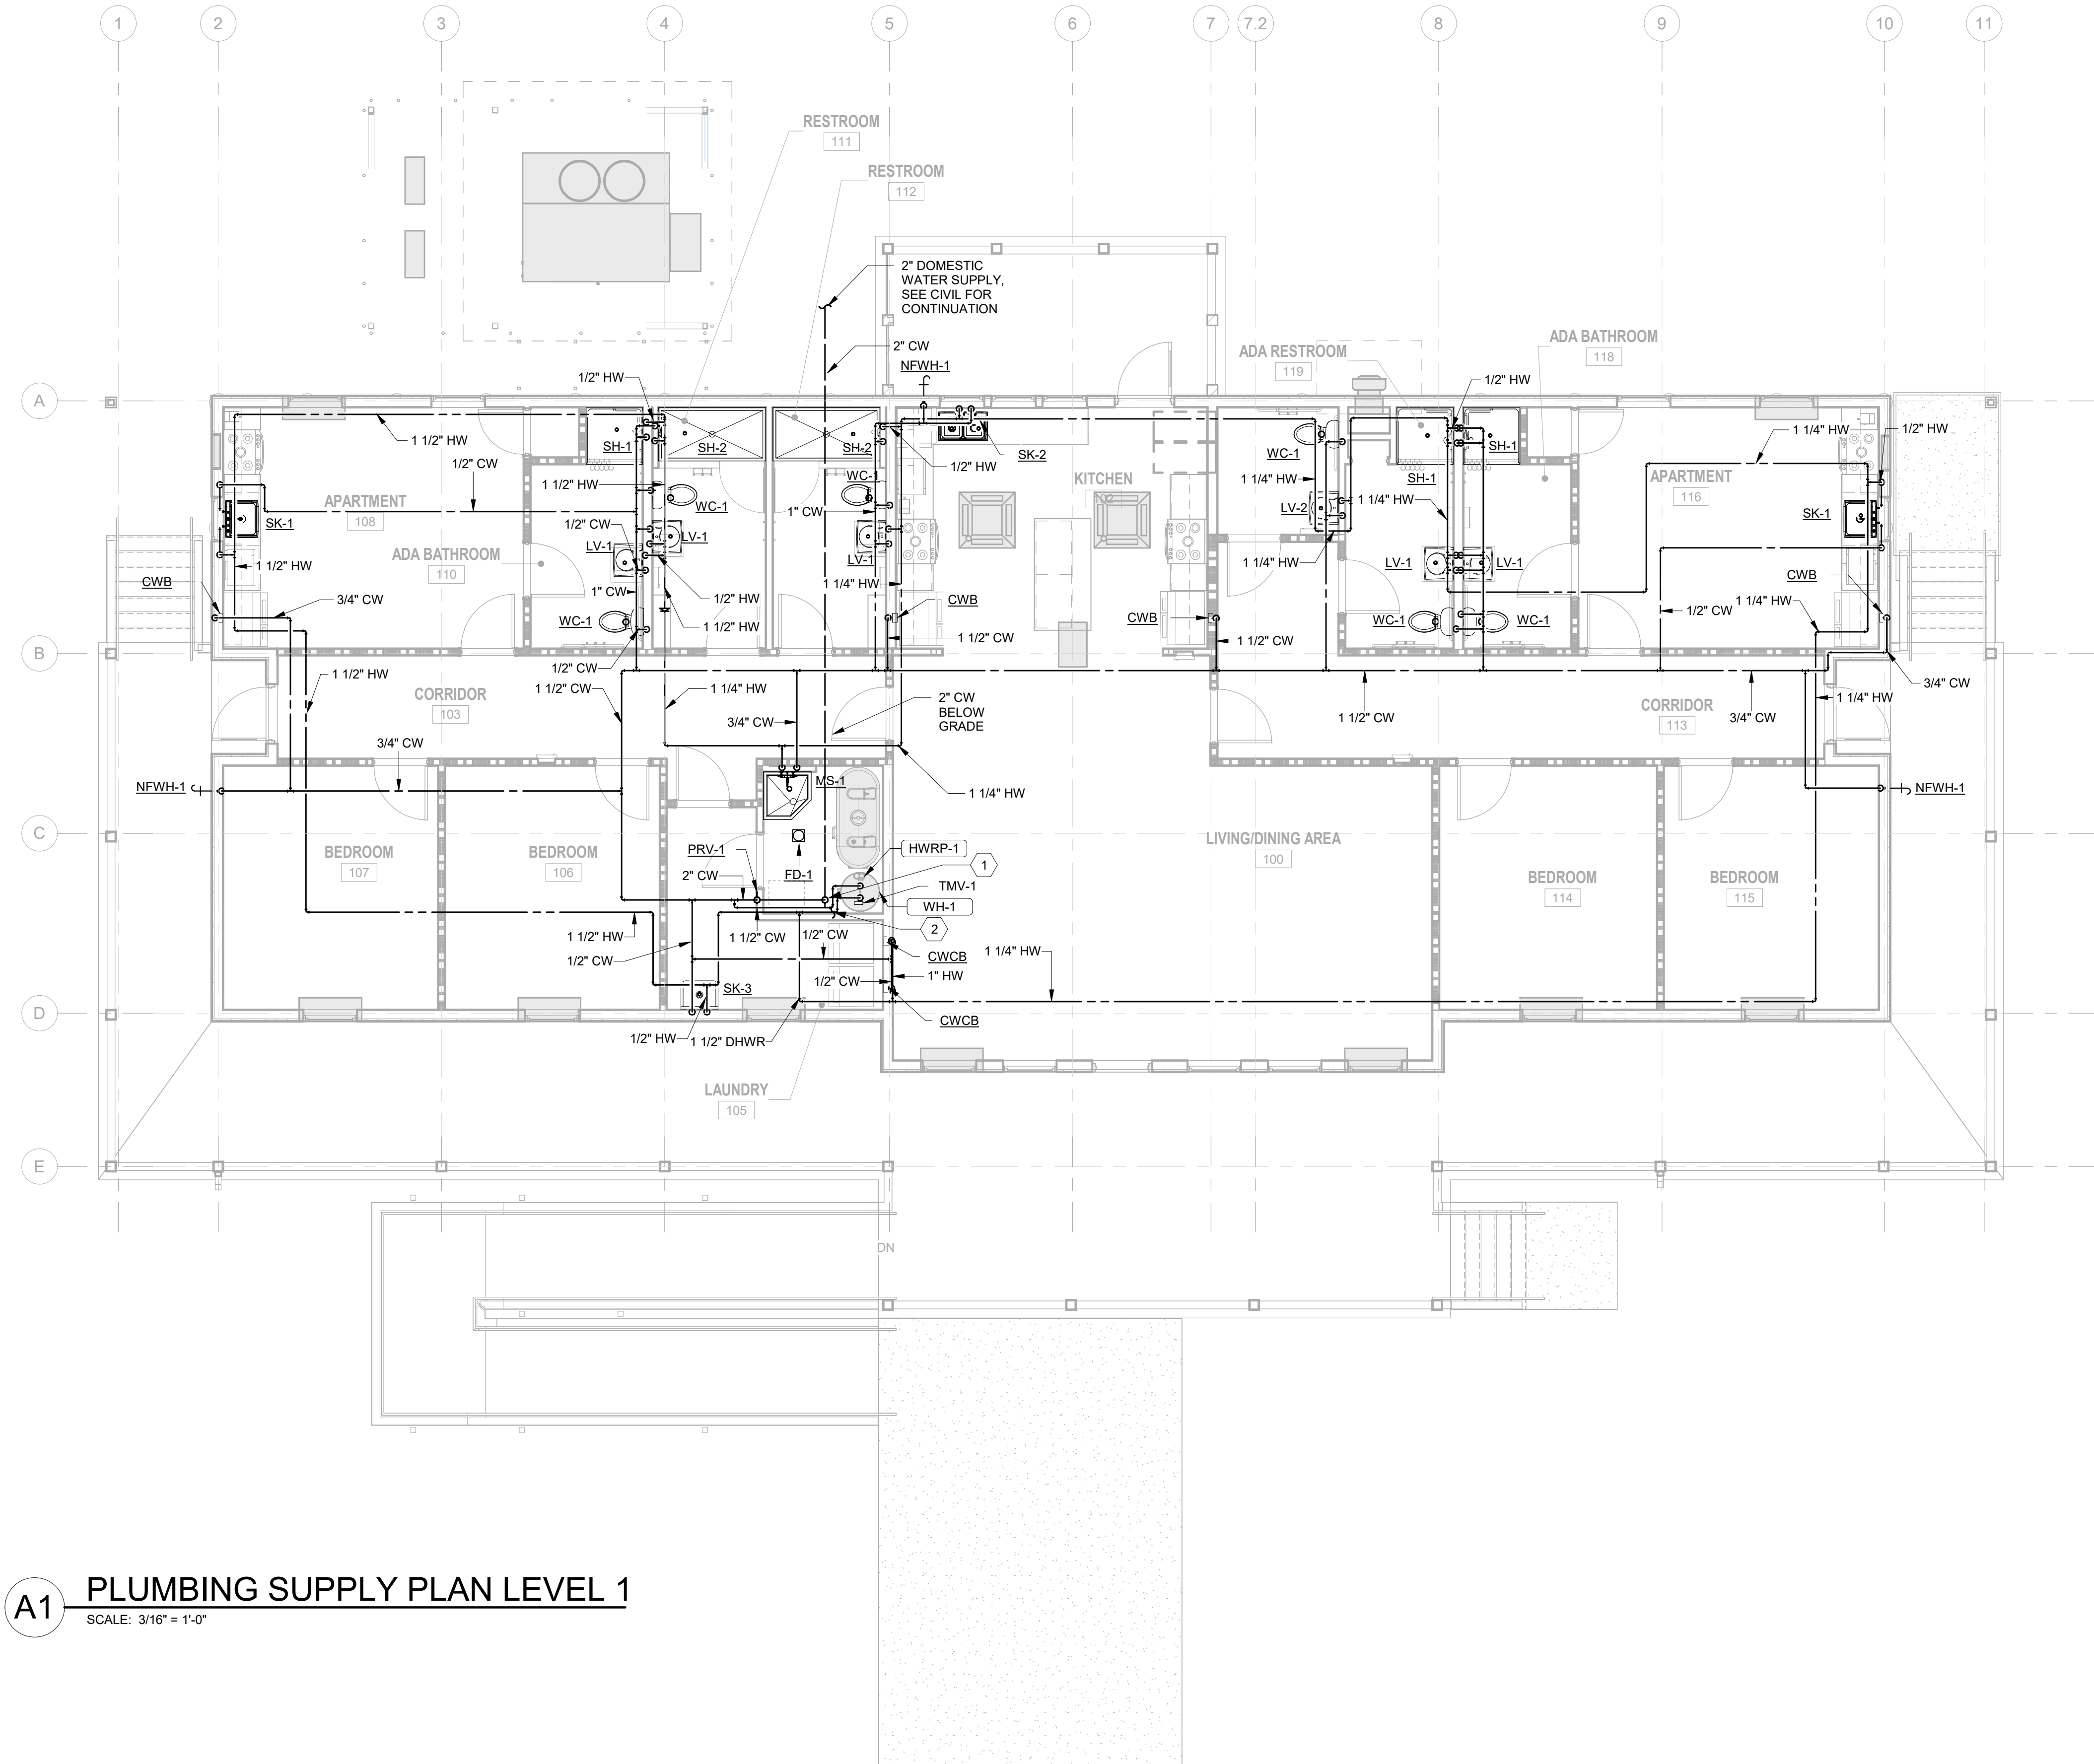 1
2
3
4
5
6
7
7.2
8
9
10
11
RESTROOM
111
RESTROOM
112
2" DOMESTIC
WATER SUPPLY,
SEE CIVIL FOR
CONTINUATION
2" CW
NFWH-1
ADA RESTROOM
119
ADA BATHROOM
118
1/2" HW
1/2" HW
A
1 1/2" HW
1/2" CW
SH-1
SH-2
SH-2
1/2" HW
SK-2
WC-1
SH-1
SH-1
1 1/4" HW
1/2" HW
APARTMENT
108
SK-1
1 1/2" HW
WC-1
WC-1
1" CW
KITCHEN
1 1/4" HW
LV-2
1 1/4" HW
APARTMENT
116
SK-1
1/2" CW
LV-1
LV-1
LV-1
ADA BATHROOM
110
1 1/2" HW
1 1/4" HW
LV-1
LV-1
CWB
3/4" CW
1" CW
1/2" HW
1 1/4" HW
CWB
CWB
1 1/4" HW
1/2" CW
CWB
WC-1
1 1/2" HW
1 1/2" CW
1 1/2" CW
WC-1
WC-1
B
1/2" CW
1 1/2" HW
1 1/2" CW
1 1/4" HW
CORRIDOR
103
3/4" CW
2" CW
BELOW
GRADE
1 1/2" CW
3/4" CW
CORRIDOR
113
1 1/4" HW
3/4" CW
3/4" CW
NFWH-1
MS-1
1 1/4" HW
NFWH-1
C
BEDROOM
107
BEDROOM
106
PRV-1
2" CW
FD-1
HWRP-1
1
TMV-1
WH-1
2
LIVING/DINING AREA
100
BEDROOM
114
BEDROOM
115
1 1/2" HW
1/2" CW
1 1/2" CW
1/2" CW
CWCB
1" HW
1 1/4" HW
SK-3
1/2" CW
CWCB
D
1/2" HW
1 1/2" DHWR
LAUNDRY
105
E
DN
A1
PLUMBING SUPPLY PLAN LEVEL 1
SCALE: 3/16" = 1'-0"